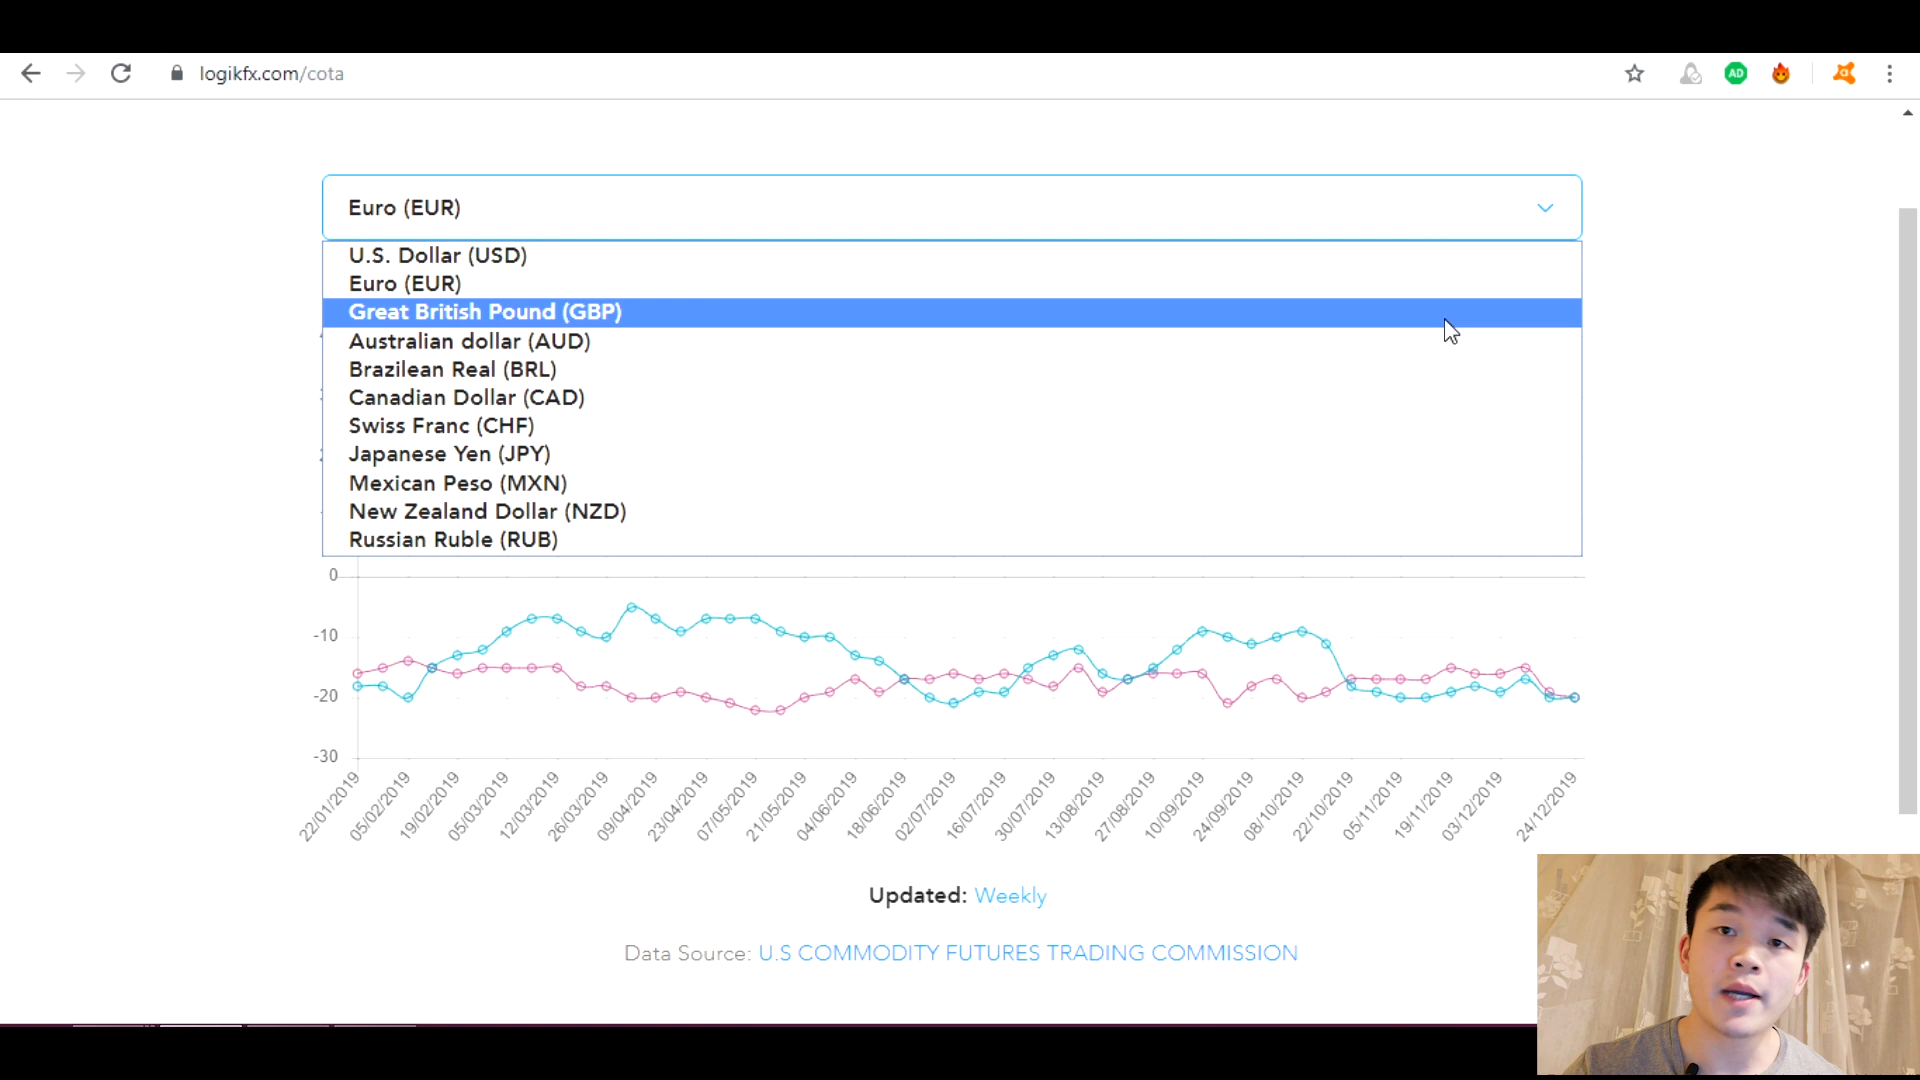 logikfx.com/cota
AD
Euro (EUR)
U.S. Dollar (USD)
Euro (EUR)
Great British Pound (GBP)
Australian dollar (AUD)
Brazilean Real (BRL)
Canadian Dollar (CAD)
Swiss Franc (CHF)
Japanese Yen (JPY)
Mexican Peso (MXN)
New Zealand Dollar (NZD)
Russian Ruble (RUB)
0
-10
-20
-30
22/01/2019 05/02/2019 19/02/2019 05/03/2019 12/03/2019 26/03/2019 09/04/2019 23/04/2019 07/05/2019 21/05/2019 04/06/2019 18/06/2019 02/07/2019 16/07/2019 30/07/2019 13/08/2019 27/08/2019 10/09/2019 24/09/2019 08/10/2019 22/10/2019 05/11/2019 19/11/2019 03/12/2019 24/12/2019
Updated: Weekly
Data Source: U.S COMMODITY FUTURES TRADING COMMISSION